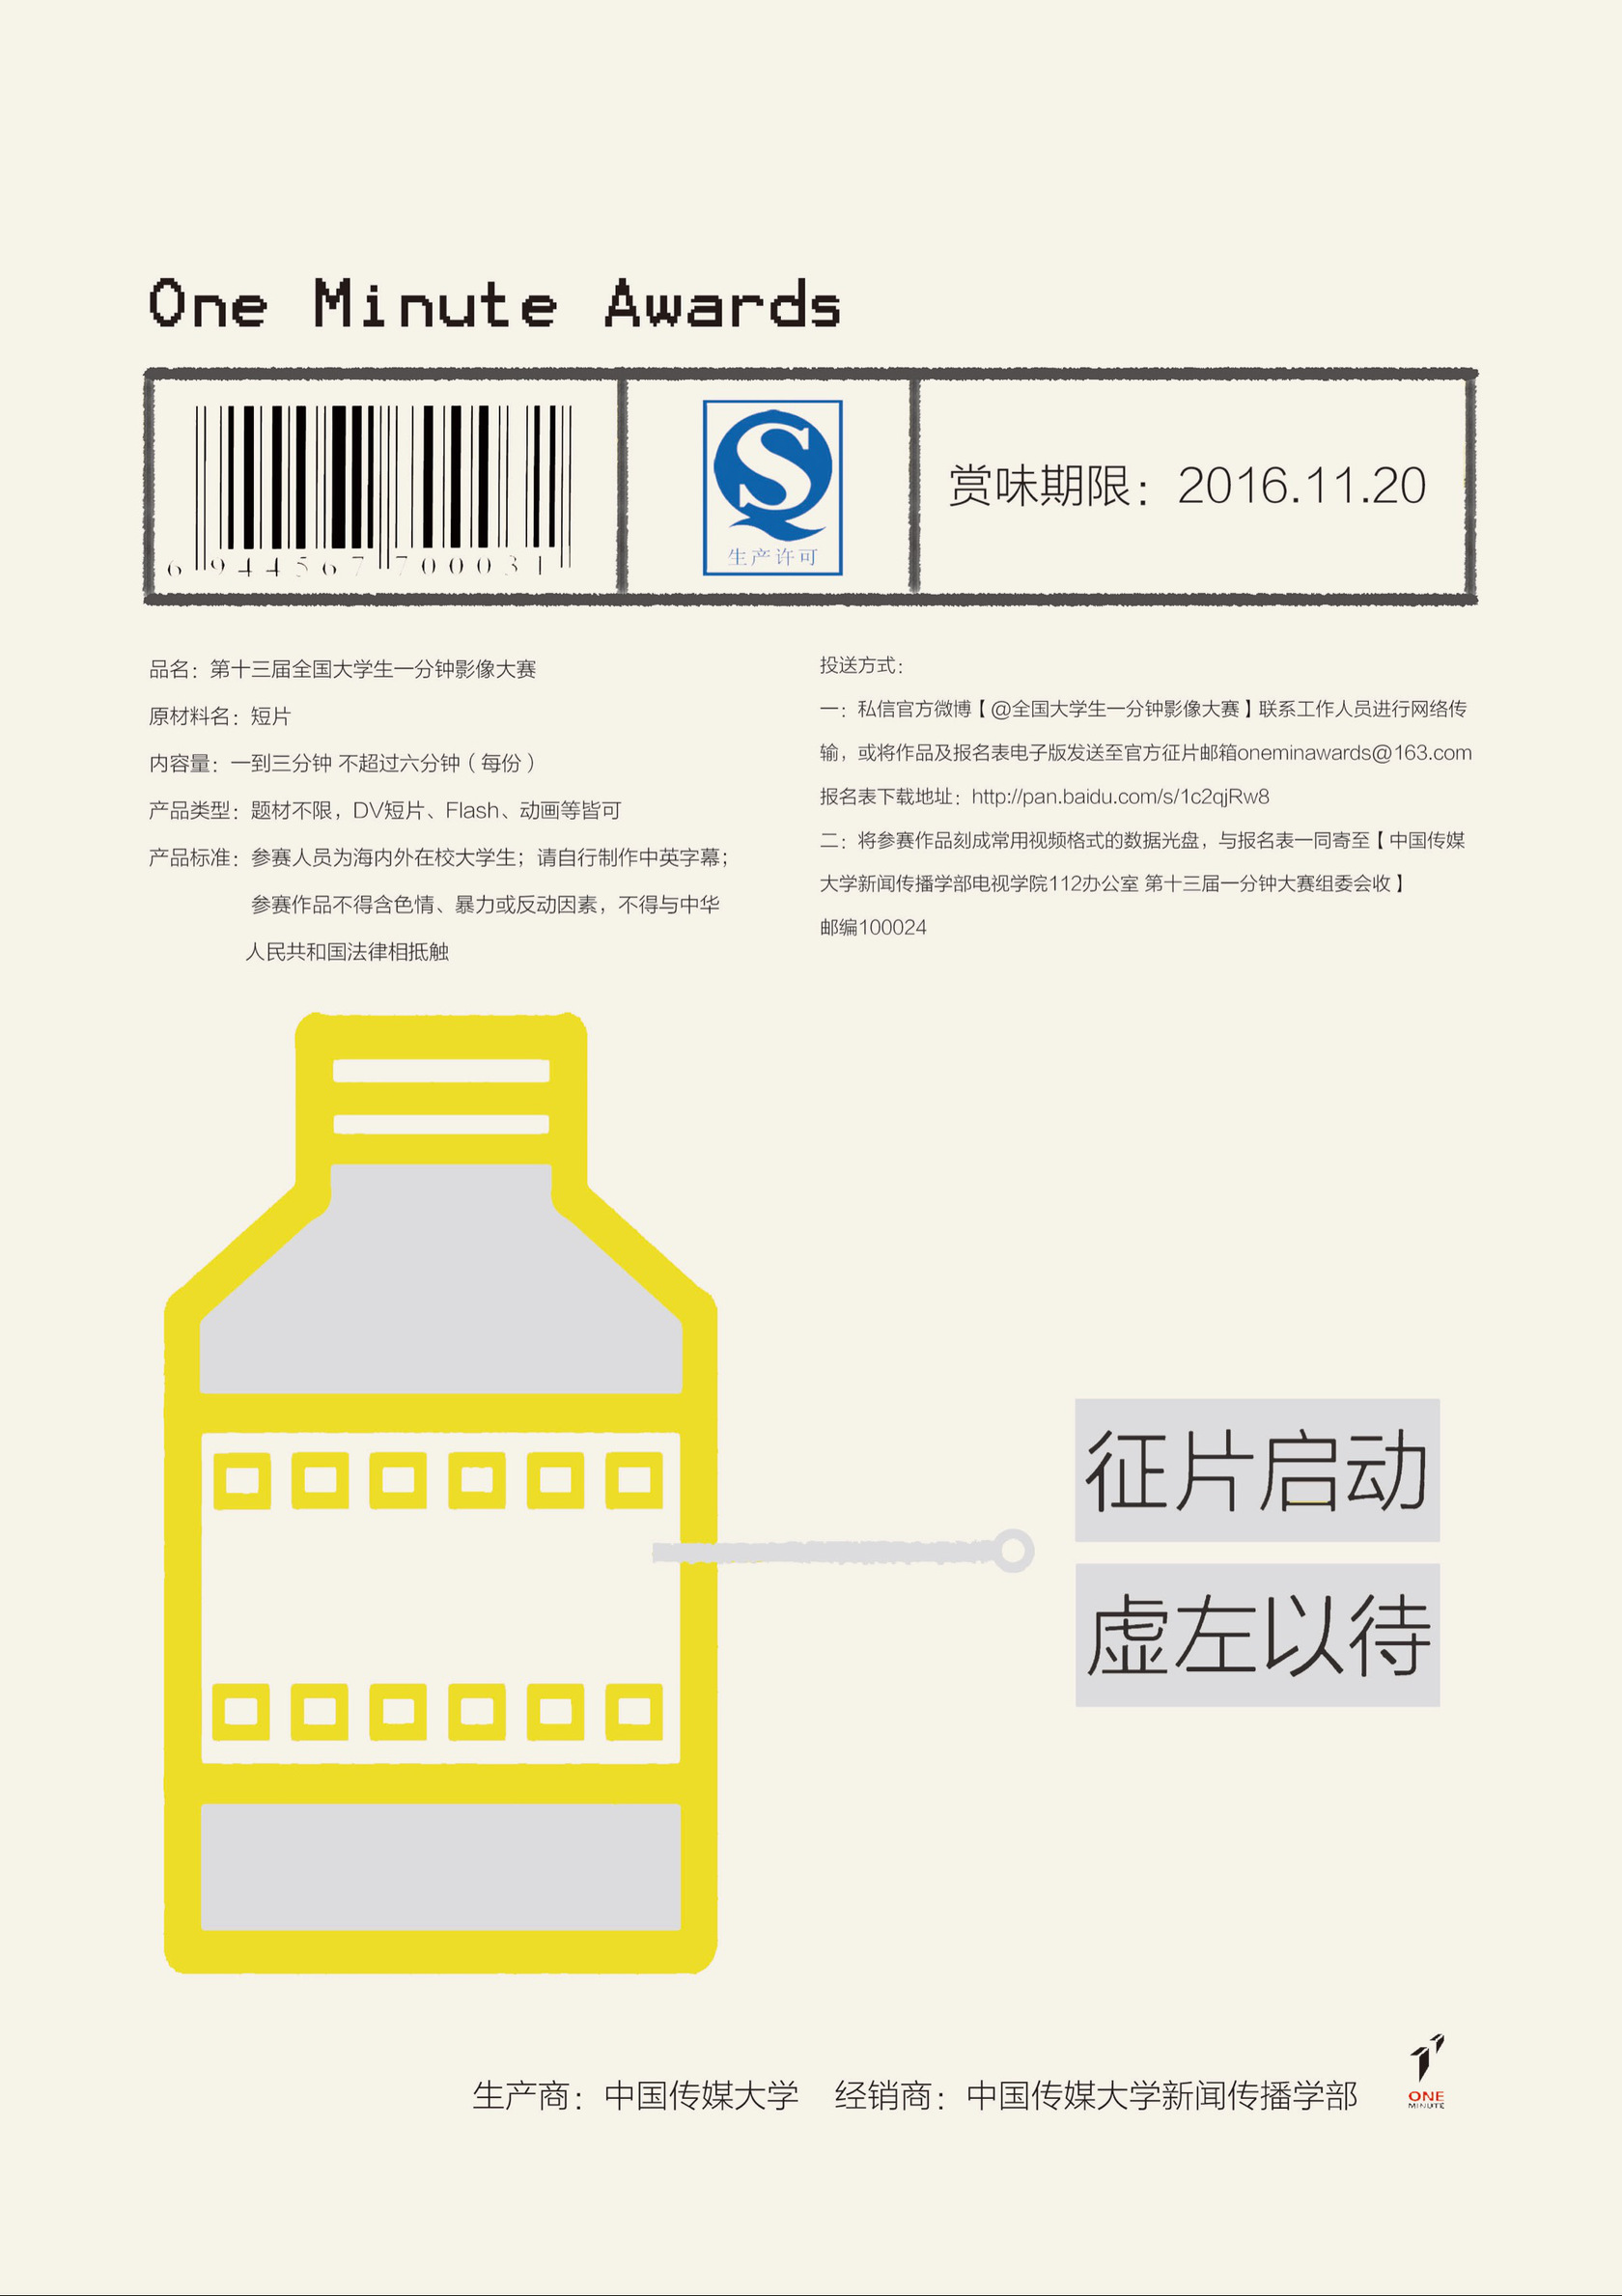 One Minute Awards
6 944567 700031
S
生产许可
赏味期限：2016.11.20
品名：第十三届全国大学生一分钟影像大赛
原材料名：短片
内容量：一到三分钟 不超过六分钟（每份）
产品类型：题材不限，DV短片、Flash、动画等皆可
产品标准：参赛人员为海内外在校大学生；请自行制作中英字幕；
参赛作品不得含色情、暴力或反动因素，不得与中华
人民共和国法律相抵触
投送方式：
一：私信官方微博【@全国大学生一分钟影像大赛】联系工作人员进行网络传
输，或将作品及报名表电子版发送至官方征片邮箱oneminawards@163.com
报名表下载地址：http://pan.baidu.com/s/1c2qjRw8
二：将参赛作品刻成常用视频格式的数据光盘，与报名表一同寄至【中国传媒
大学新闻传播学部电视学院112办公室 第十三届一分钟大赛组委会收】
邮编100024
征片启动
虚左以待
生产商：中国传媒大学 经销商：中国传媒大学新闻传播学部
ONE
MINUTE